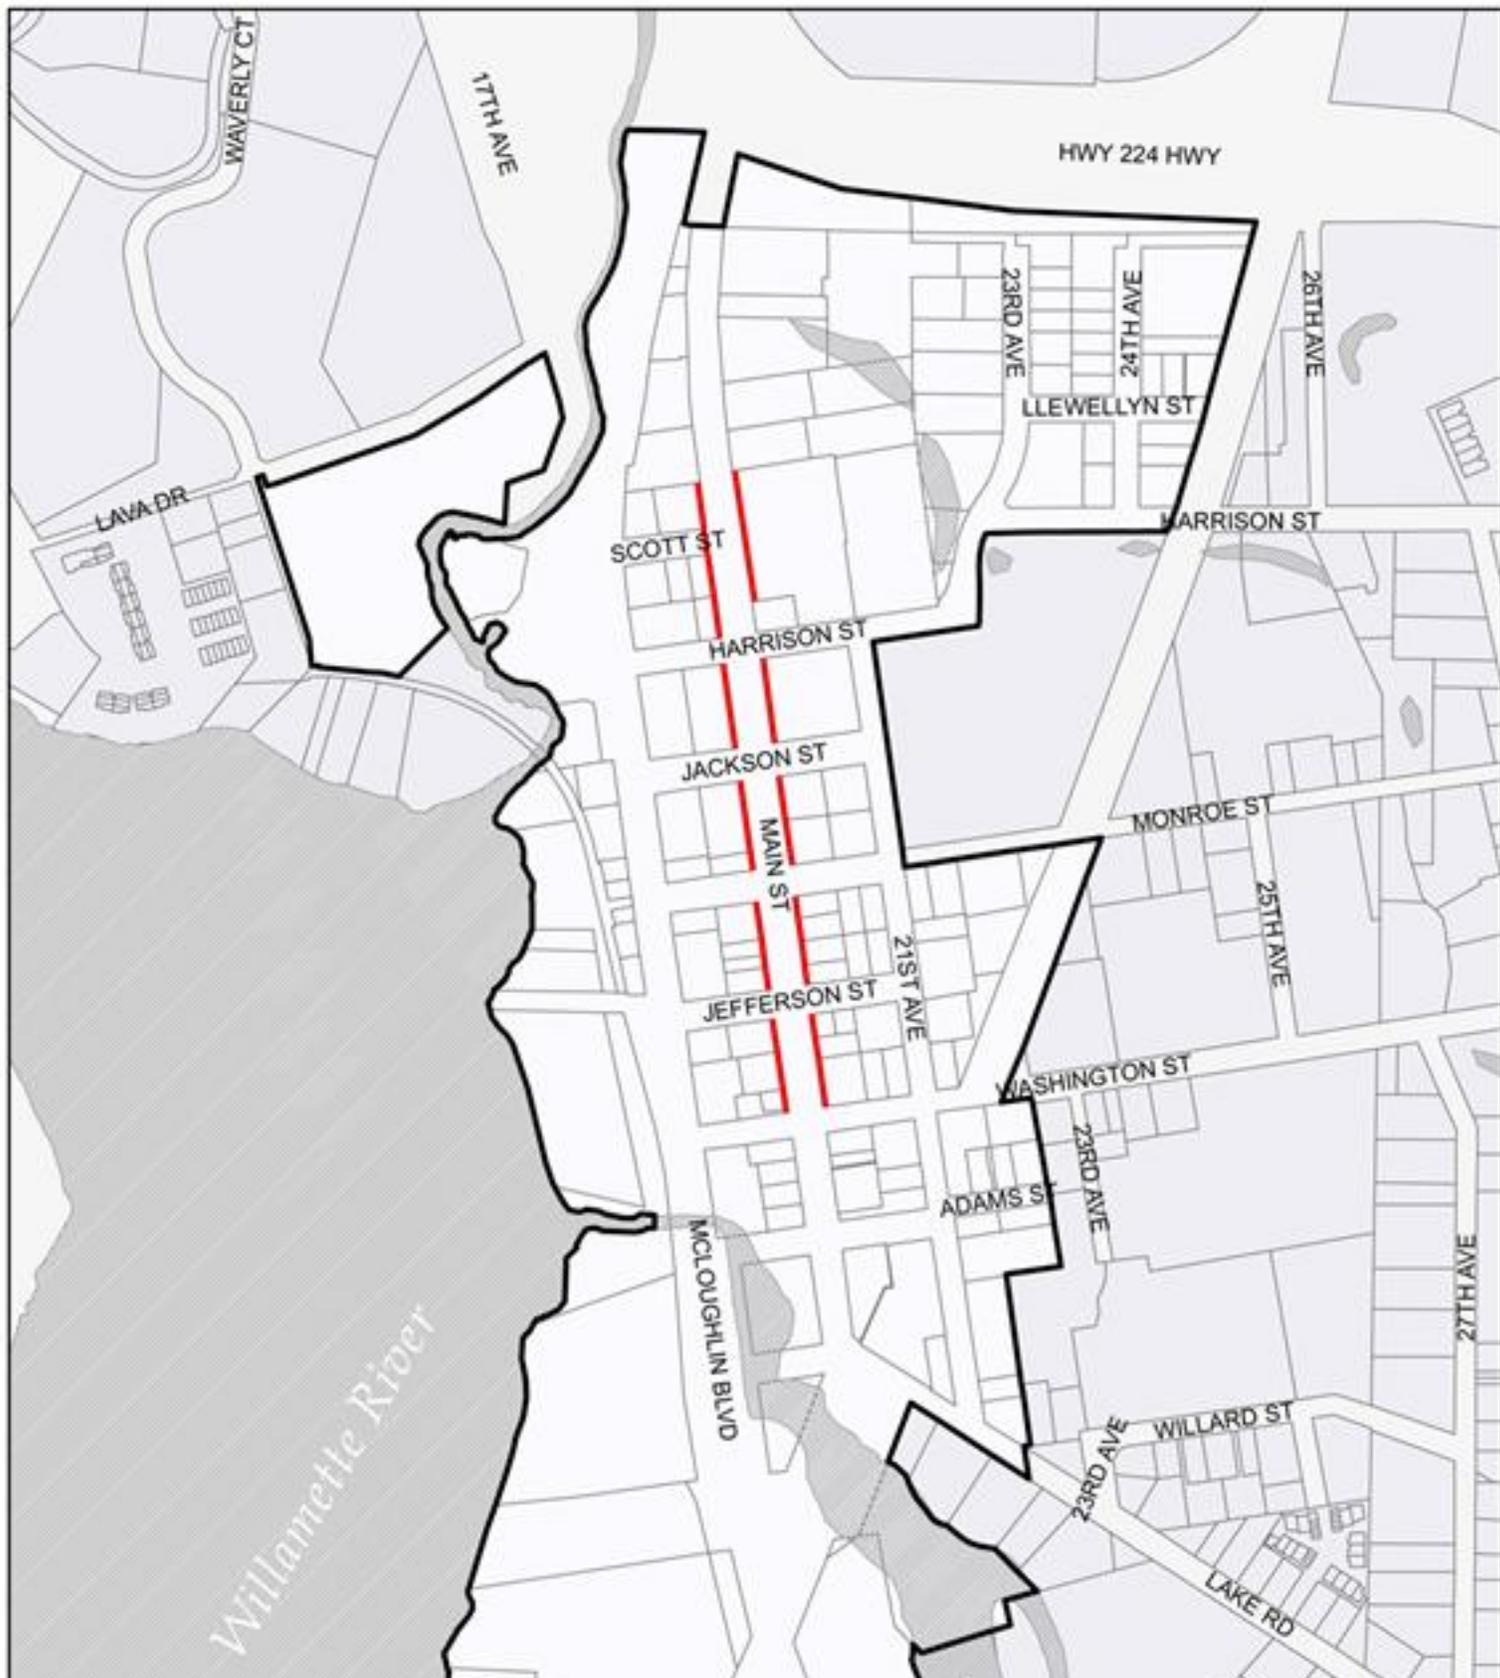 WAVERLY CT
17TH AVE
HWY 224 HWY
23RD AVE
24TH AVE
26TH AVE
LLEWELLYN ST
LAVA DR
HARRISON ST
SCOTT ST
HARRISON ST
JACKSON ST
MONROE ST
MAIN ST
25TH AVE
21ST AVE
JEFFERSON ST
WASHINGTON ST
23RD AVE
ADAMS ST
MCLOUGHLIN BLVD
27TH AVE
Willamette River
WILLARD ST
23RD AVE
LAKE RD